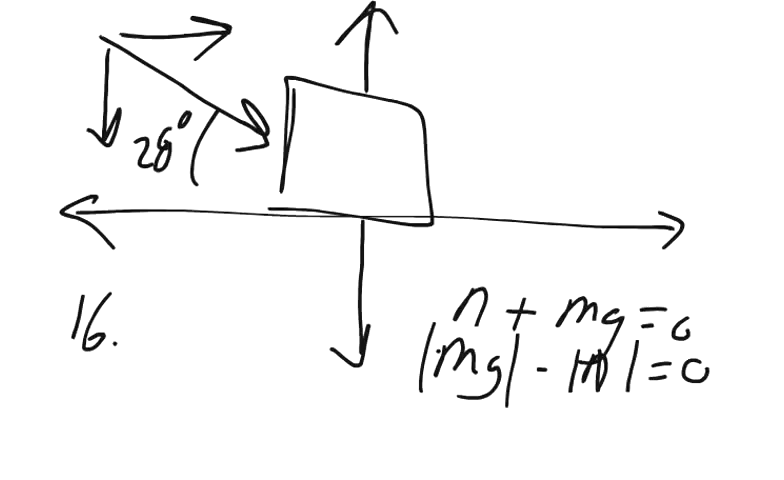 28°
16.
n + mg = 0
|mg| - |n| = 0